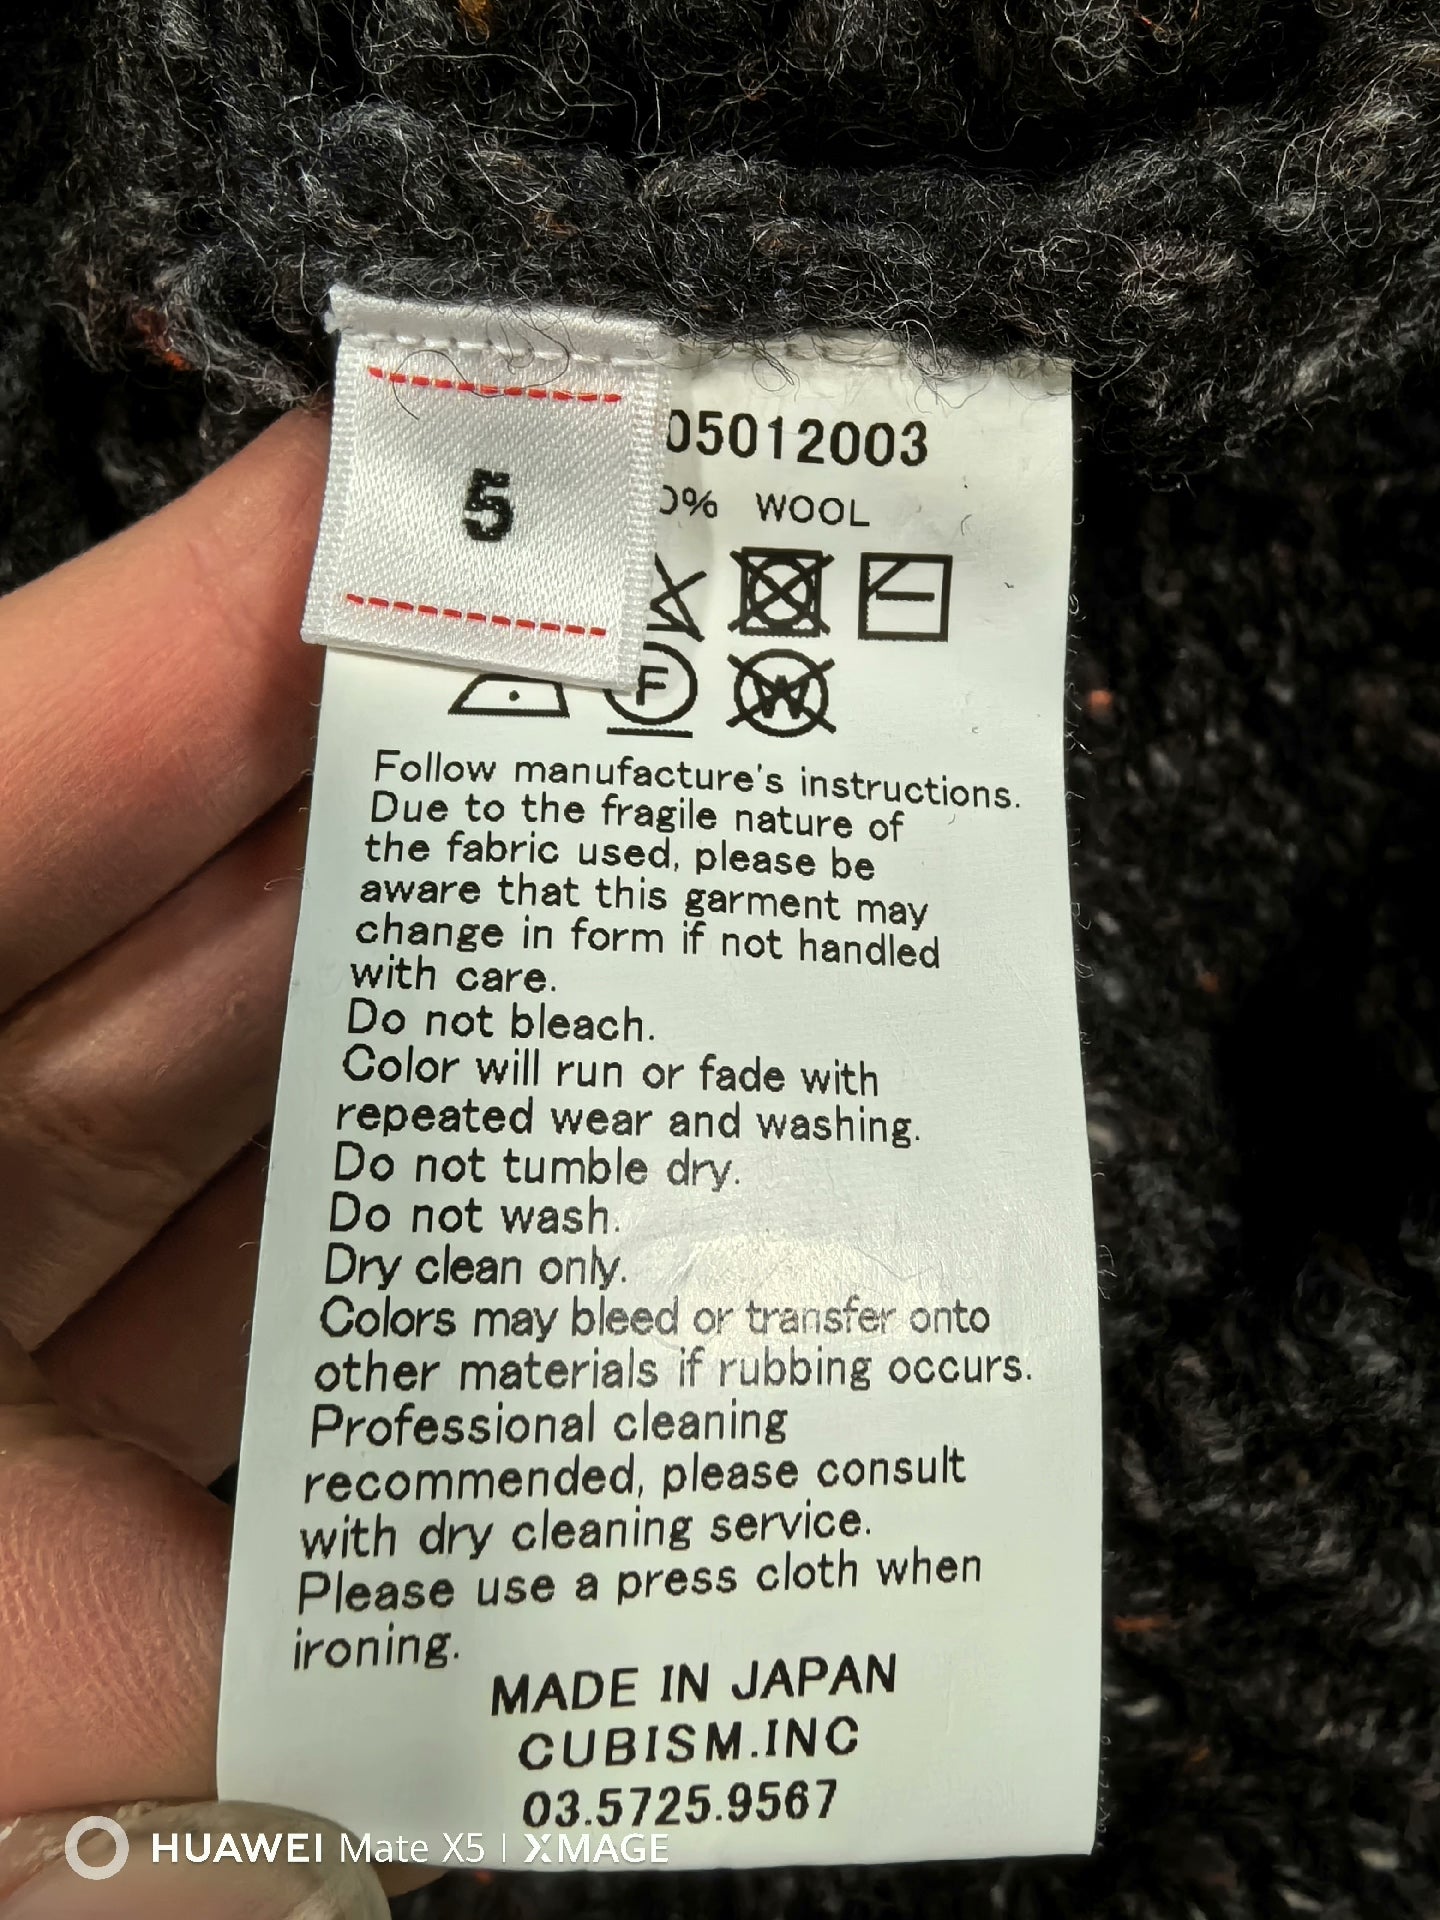 5
05012003
0% WOOL
F
W
Follow manufacture's instructions.
Due to the fragile nature of
the fabric used, please be
aware that this garment may
change in form if not handled
with care.
Do not bleach.
Color will run or fade with
repeated wear and washing.
Do not tumble dry.
Do not wash.
Dry clean only.
Colors may bleed or transfer onto
other materials if rubbing occurs.
Professional cleaning
recommended, please consult
with dry cleaning service.
Please use a press cloth when
ironing.
MADE IN JAPAN
CUBISM.INC
03.5725.9567
HUAWEI Mate X5 | XMAGE